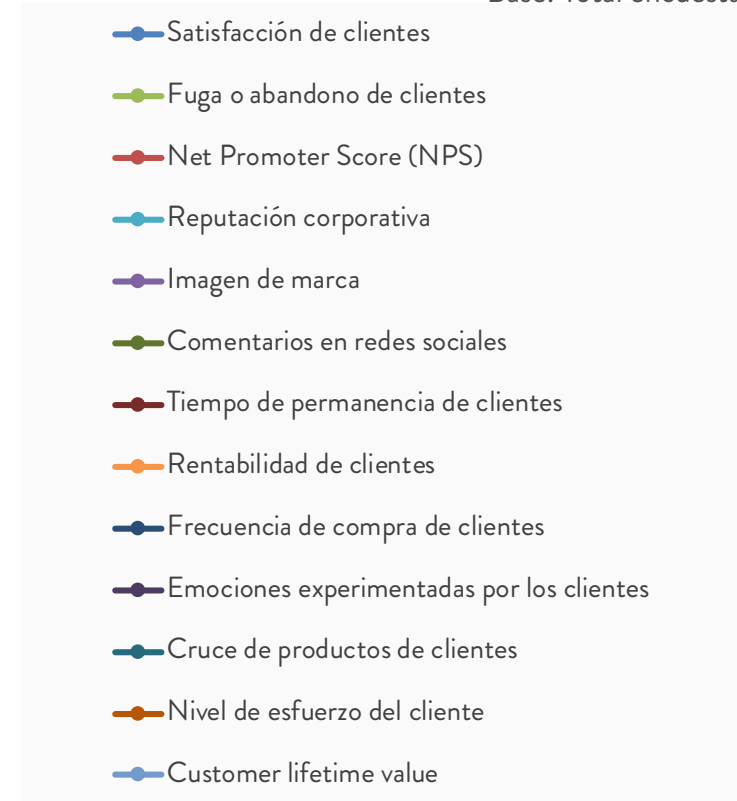 Satisfacción de clientes
Fuga o abandono de clientes
Net Promoter Score (NPS)
Reputación corporativa
Imagen de marca
Comentarios en redes sociales
Tiempo de permanencia de clientes
Rentabilidad de clientes
Frecuencia de compra de clientes
Emociones experimentadas por los clientes
Cruce de productos de clientes
Nivel de esfuerzo del cliente
Customer lifetime value